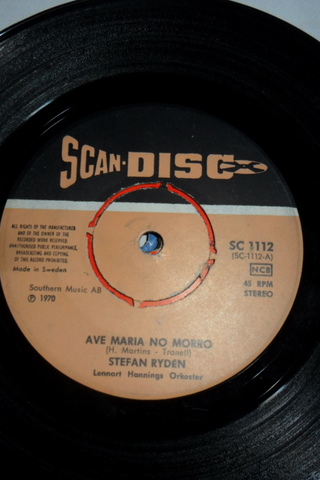 SCAN-DISC
ALL RIGHTS OF THE MANUFACTURER
AND OF THE OWNER OF THE
RECORDED WORK RESERVED
UNAUTHORISED PUBLIC PERFORMANCE,
BROADCASTING AND COPYING
OF THIS RECORD PROHIBITED
Made in Sweden
Southern Music AB
Ⓟ 1970
SC 1112
(SC-1112-A)
NCB
45 RPM
STEREO
AVE MARIA NO MORRO
(H. Martins - Tranell)
STEFAN RYDEN
Lennart Hannings Orkester